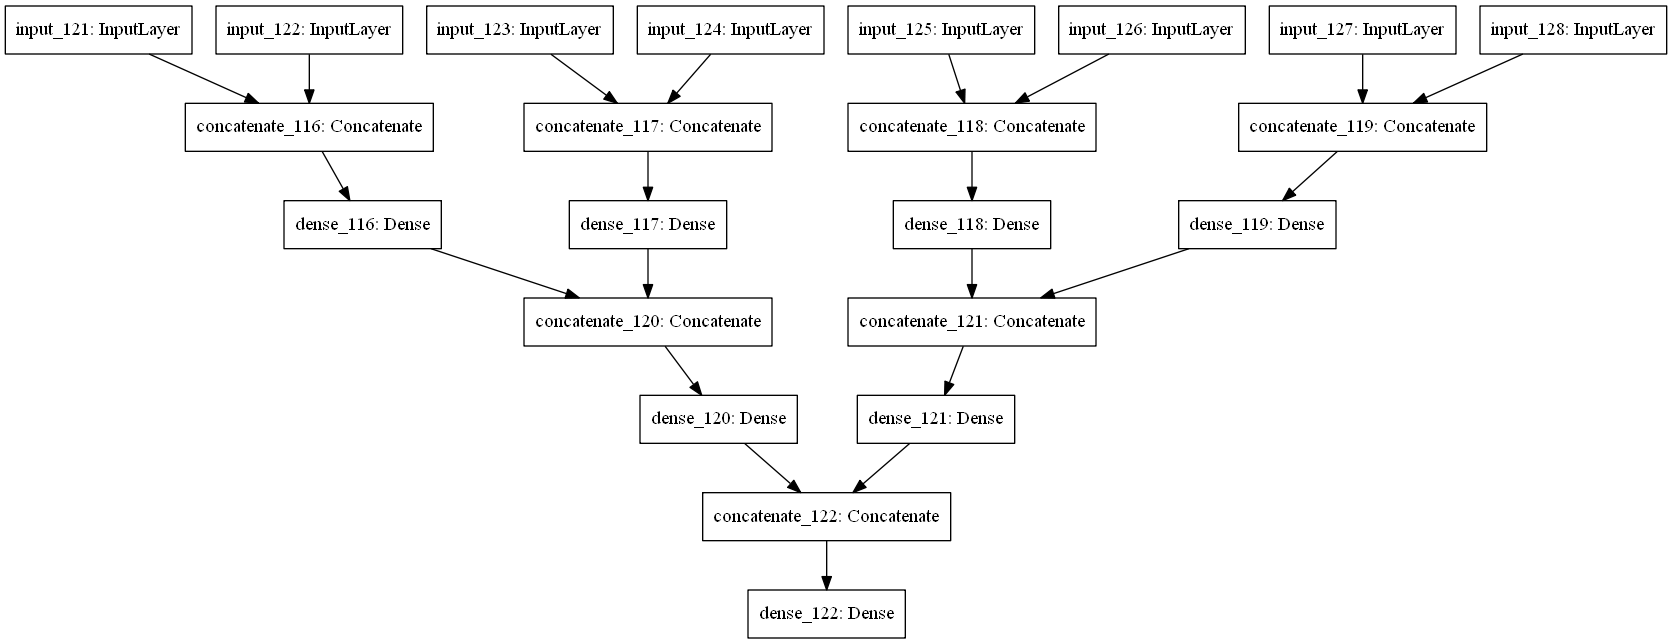 input_121: InputLayer
input_122: InputLayer
input_123: InputLayer
input_124: InputLayer
input_125: InputLayer
input_126: InputLayer
input_127: InputLayer
input_128: InputLayer
concatenate_116: Concatenate
concatenate_117: Concatenate
concatenate_118: Concatenate
concatenate_119: Concatenate
dense_116: Dense
dense_117: Dense
dense_118: Dense
dense_119: Dense
concatenate_120: Concatenate
concatenate_121: Concatenate
dense_120: Dense
dense_121: Dense
concatenate_122: Concatenate
dense_122: Dense